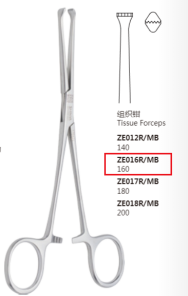 组织钳
Tissue Forceps
ZE012R/MB
140
ZE016R/MB
160
ZE017R/MB
180
ZE018R/MB
200